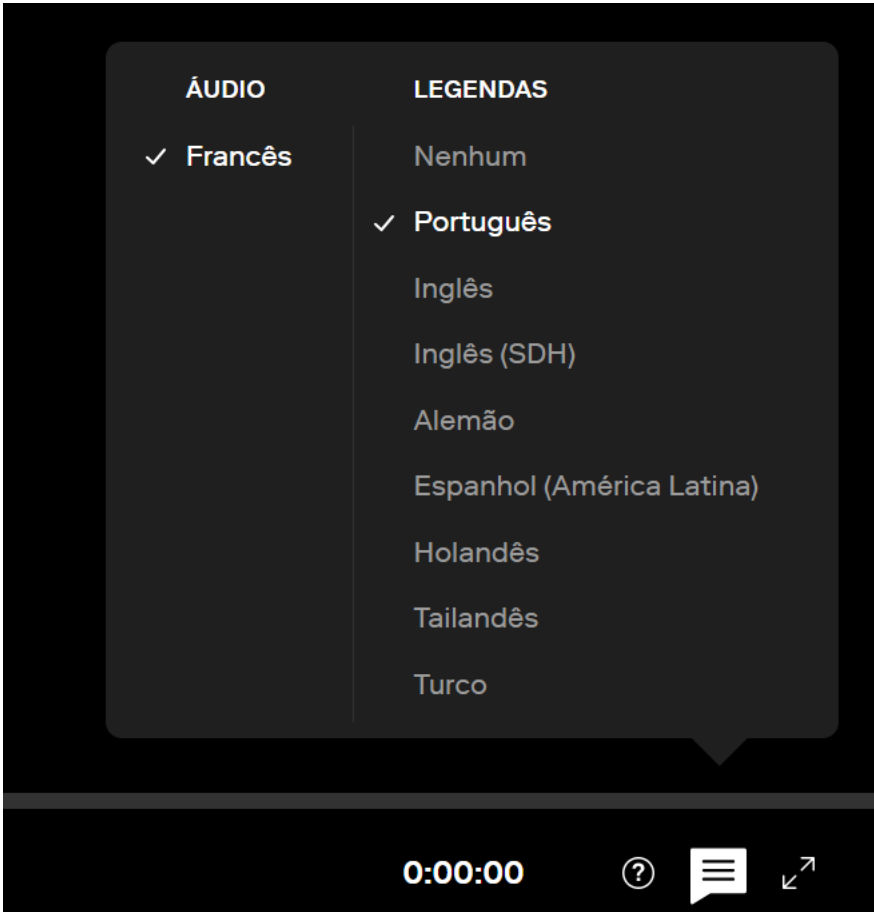 ÁUDIO
Francês
LEGENDAS
Nenhum
Português
Inglês
Inglês (SDH)
Alemão
Espanhol (América Latina)
Holandês
Tailandês
Turco
0:00:00
?